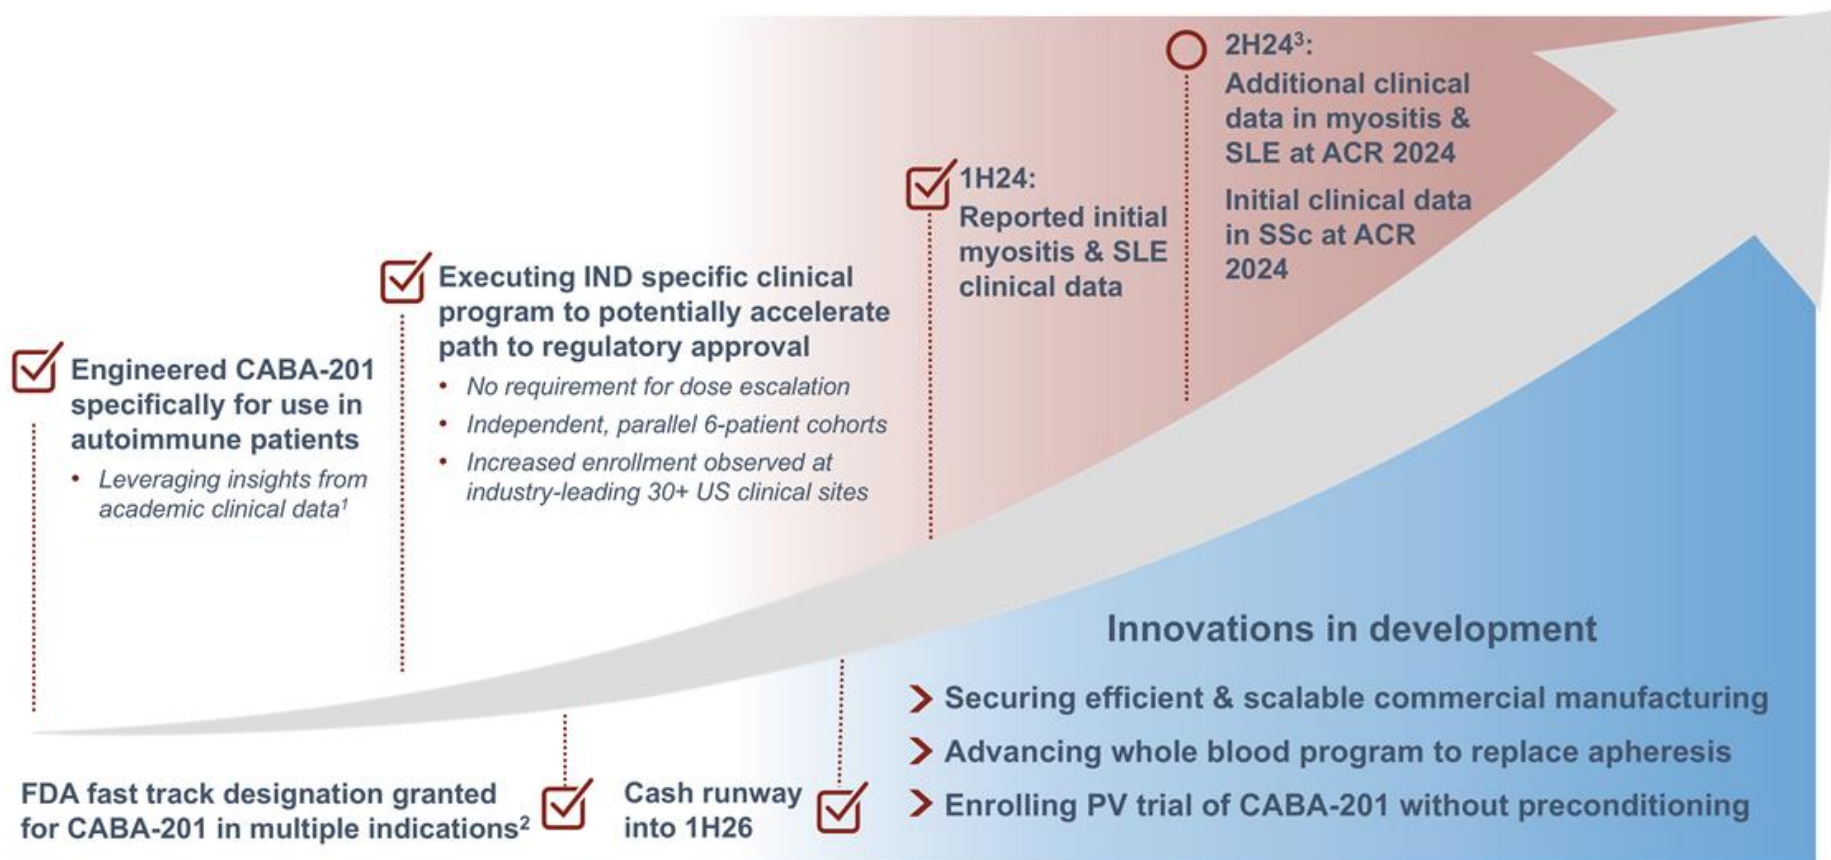 2H24³:
Additional clinical
data in myositis &
SLE at ACR 2024
Initial clinical data
in SSc at ACR
2024
1H24:
Reported initial
myositis & SLE
clinical data
Executing IND specific clinical
program to potentially accelerate
path to regulatory approval
• No requirement for dose escalation
• Independent, parallel 6-patient cohorts
• Increased enrollment observed at
industry-leading 30+ US clinical sites
Engineered CABA-201
specifically for use in
autoimmune patients
• Leveraging insights from
academic clinical data¹
FDA fast track designation granted
for CABA-201 in multiple indications²
Cash runway
into 1H26
Innovations in development
Securing efficient & scalable commercial manufacturing
Advancing whole blood program to replace apheresis
Enrolling PV trial of CABA-201 without preconditioning